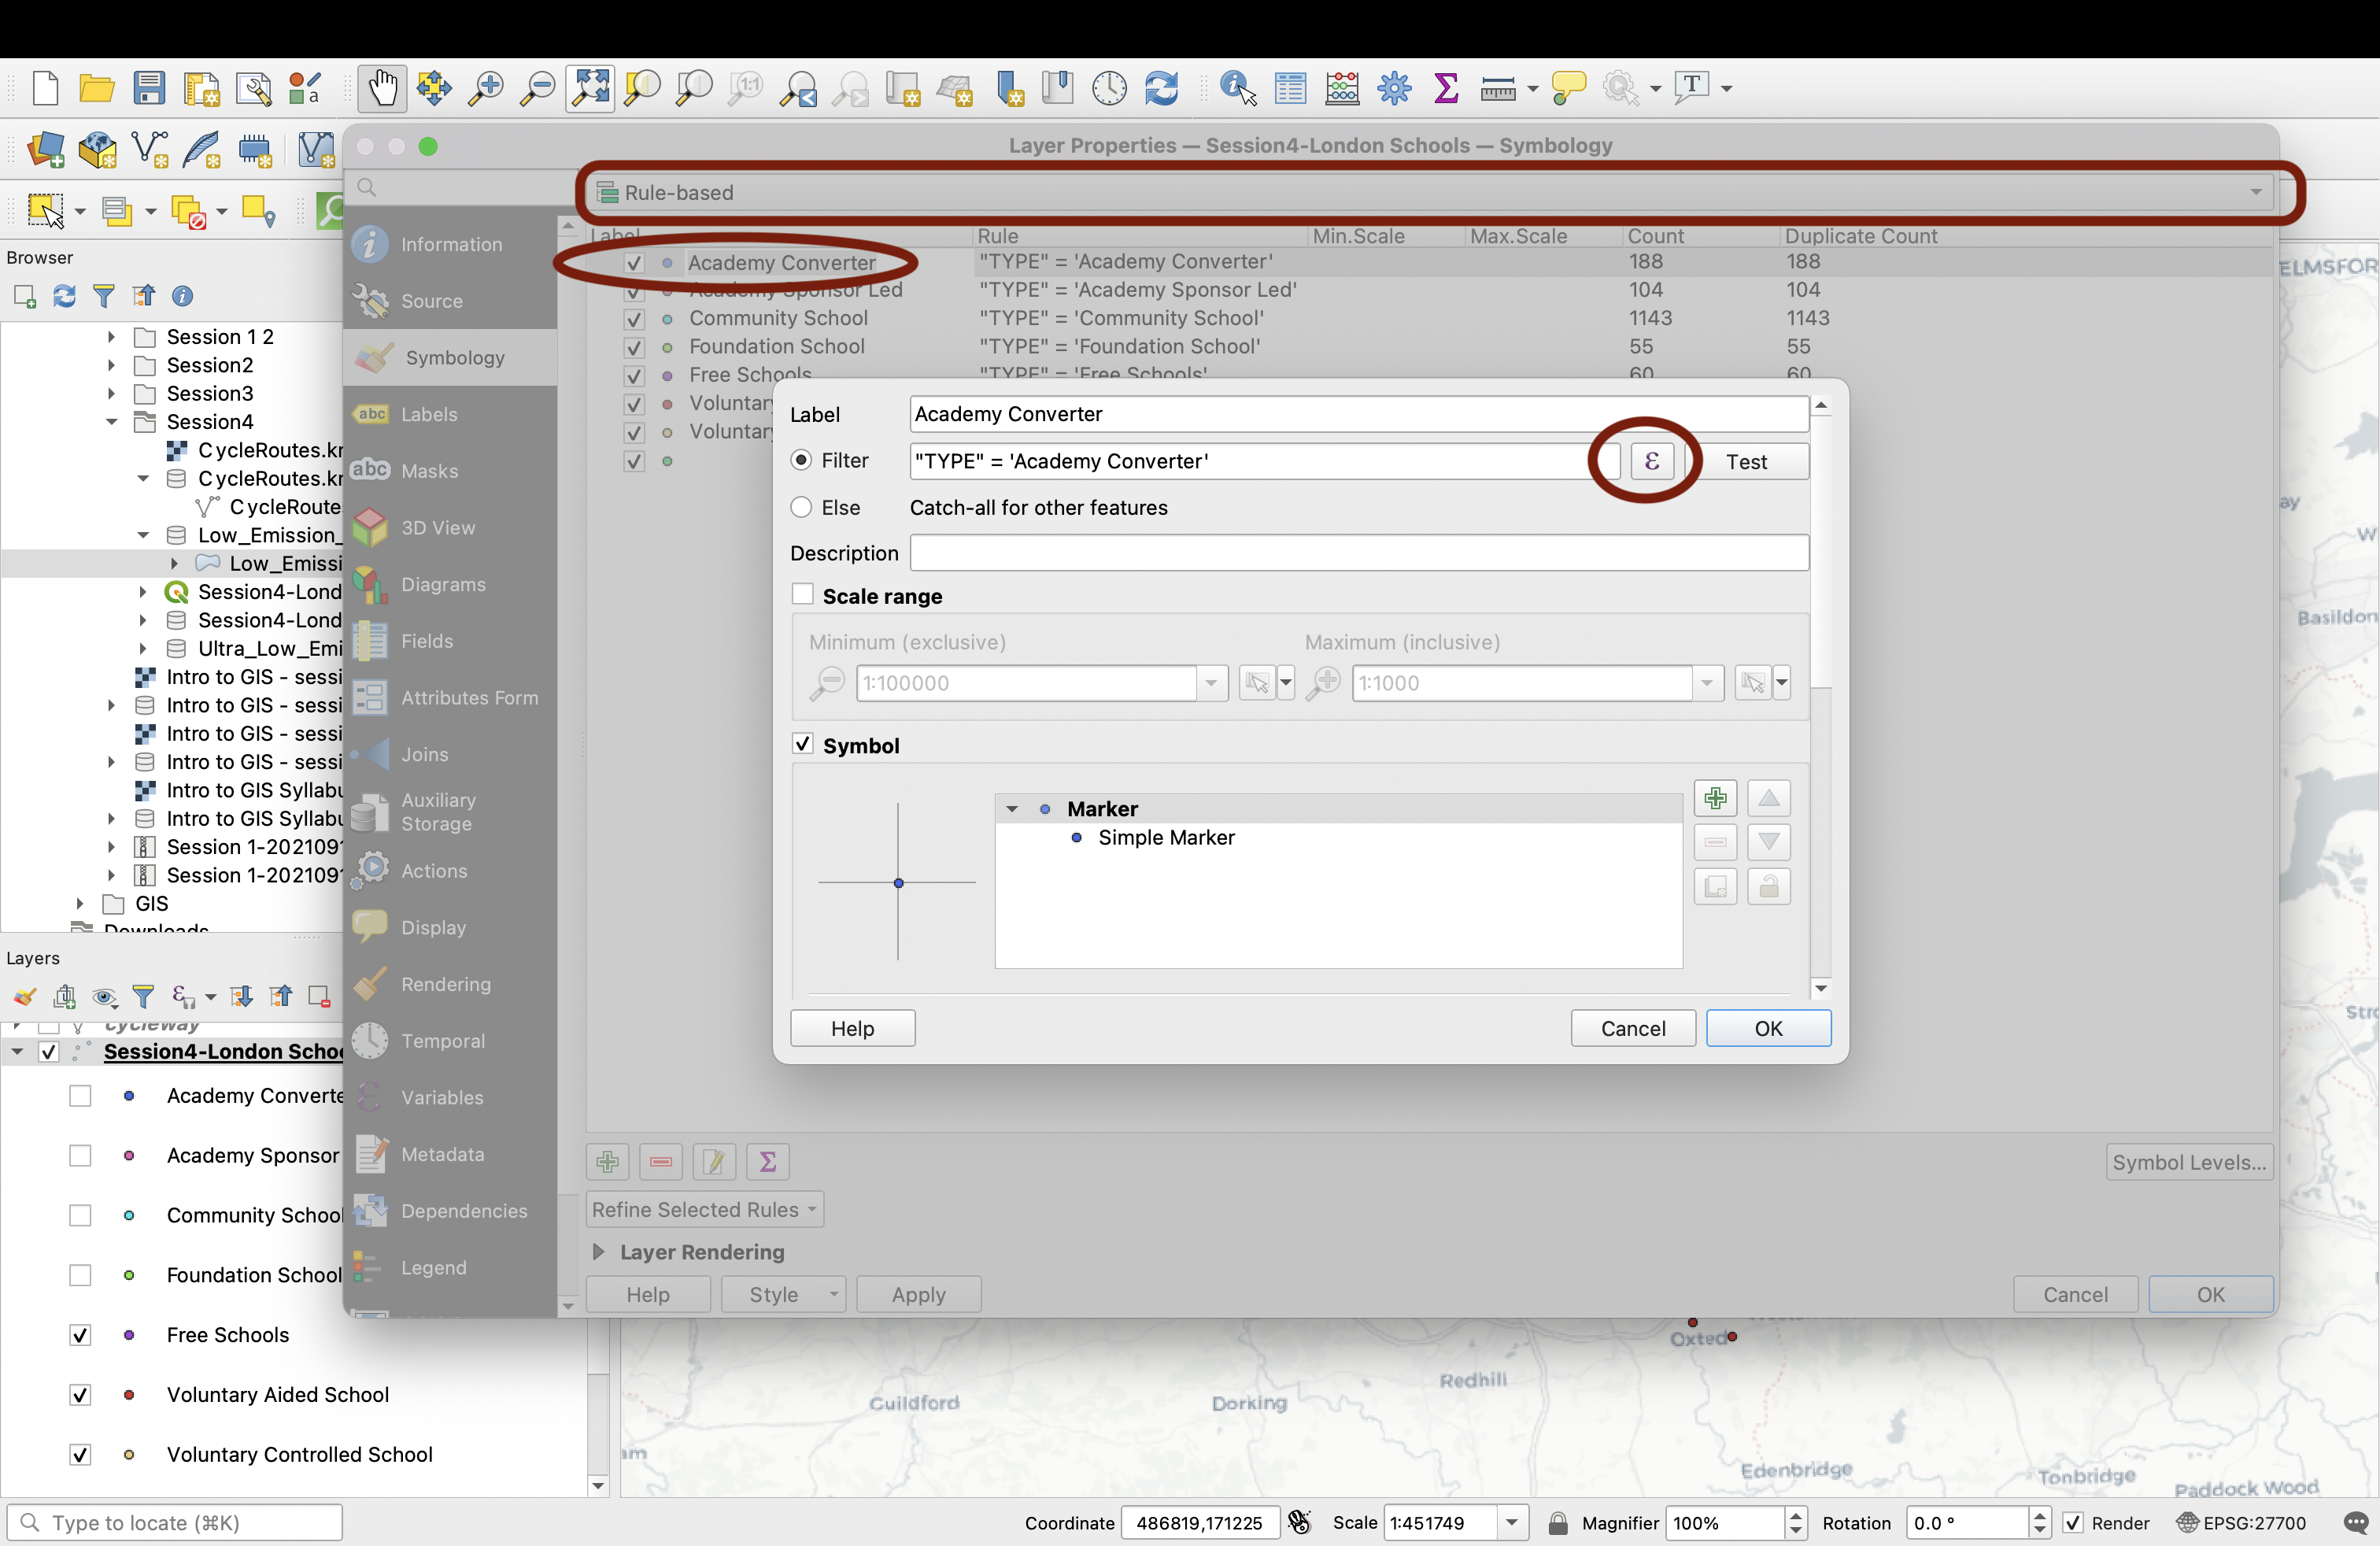 Layer Properties — Session4-London Schools — Symbology
Rule-based
Browser
Session 1 2
Session2
Session3
Session4
CycleRoutes.kr
CycleRoutes.kr
CycleRoutes
Low_Emission_
Low_Emissi
Session4-Lond
Session4-Lond
Ultra_Low_Emi
Intro to GIS - sessi
Intro to GIS - sessi
Intro to GIS - sessi
Intro to GIS - sessi
Intro to GIS Syllabu
Intro to GIS Syllabu
Session 1-202109
Session 1-202109
GIS
Downloads
Layers
cycleway
Session4-London Schoo
Academy Converte
Academy Sponsor
Community School
Foundation School
Free Schools
Voluntary Aided School
Voluntary Controlled School
Type to locate (⌘K)
Information
Source
Symbology
Labels
Masks
3D View
Diagrams
Fields
Attributes Form
Joins
Auxiliary
Storage
Actions
Display
Rendering
Temporal
Variables
Metadata
Dependencies
Legend
Label Rule Min.Scale Max.Scale Count Duplicate Count
Academy Converter "TYPE" = 'Academy Converter' 188 188
Academy Sponsor Led "TYPE" = 'Academy Sponsor Led' 104 104
Community School "TYPE" = 'Community School' 1143 1143
Foundation School "TYPE" = 'Foundation School' 55 55
Free Schools "TYPE" = 'Free Schools' 60 60
Voluntary
Voluntary
Label Academy Converter
Filter "TYPE" = 'Academy Converter' ε Test
Else Catch-all for other features
Description
Scale range
Minimum (exclusive) Maximum (inclusive)
1:100000 1:1000
Symbol
Marker
Simple Marker
Help Cancel OK
Symbol Levels...
Refine Selected Rules
Layer Rendering
Help Style Apply Cancel OK
ELMSFOR
ay
W
Basildon
Stro
Oxted
Redhill
Guildford
Dorking
am
Edenbridge
Tonbridge
Paddock Wood
Coordinate 486819,171225 Scale 1:451749 Magnifier 100% Rotation 0.0 ° Render EPSG:27700